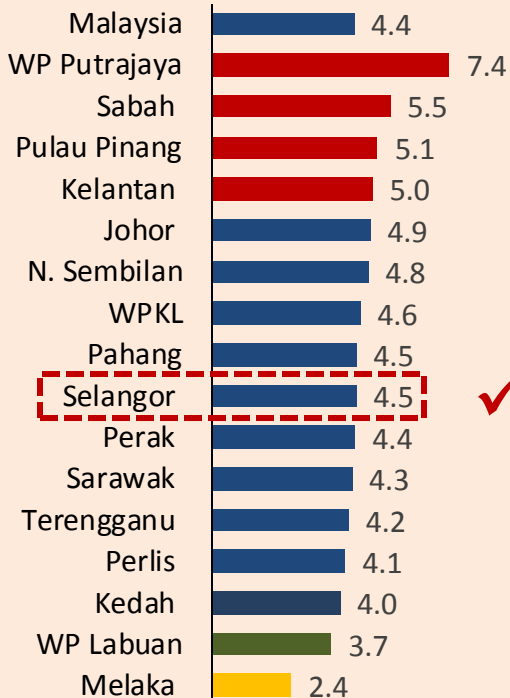 Malaysia 4.4
WP Putrajaya 7.4
Sabah 5.5
Pulau Pinang 5.1
Kelantan 5.0
Johor 4.9
N. Sembilan 4.8
WPKL 4.6
Pahang 4.5
Selangor 4.5
Perak 4.4
Sarawak 4.3
Terengganu 4.2
Perlis 4.1
Kedah 4.0
WP Labuan 3.7
Melaka 2.4